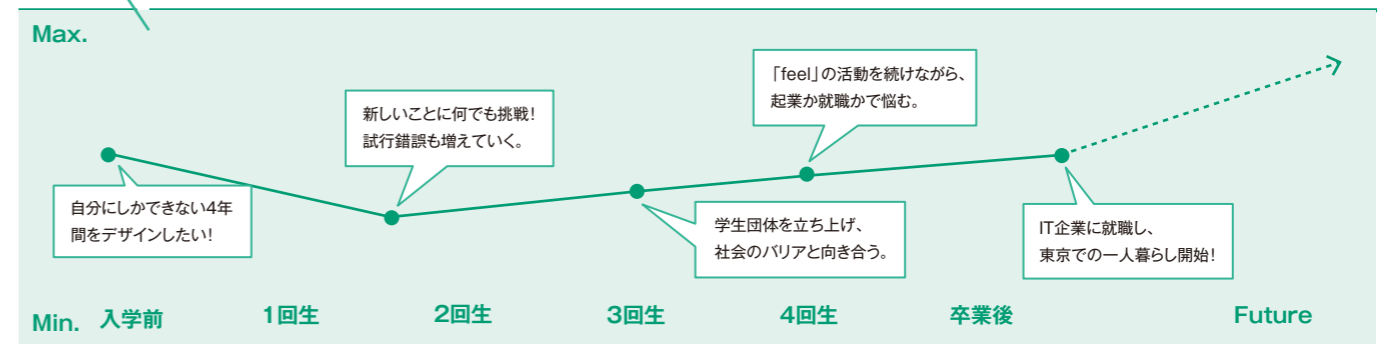 Max.
「feel」の活動を続けながら、
起業か就職かで悩む。
新しいことに何でも挑戦！
試行錯誤も増えていく。
自分にしかできない4年
間をデザインしたい！
学生団体を立ち上げ、
社会のバリアと向き合う。
IT企業に就職し、
東京での一人暮らし開始！
Min. 入学前 1回生 2回生 3回生 4回生 卒業後 Future